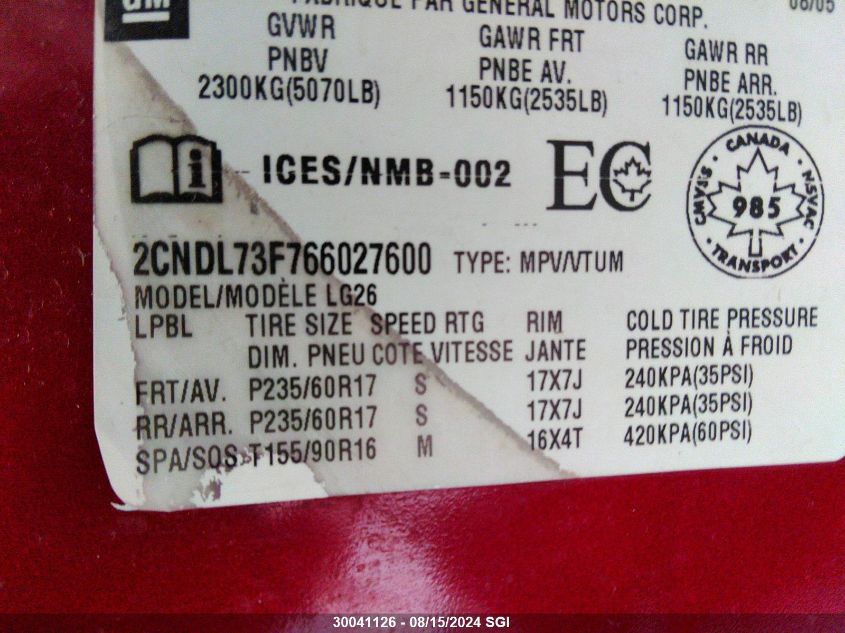 GM
FABRIQUÉ PAR GENERAL MOTORS CORP. 08/05
GVWR GAWR FRT GAWR RR
PNBV PNBE AV. PNBE ARR.
2300KG(5070LB) 1150KG(2535LB) 1150KG(2535LB)
i ICES/NMB-002 EC
CANADA
CMVSS 985 NSVAC
TRANSPORT
2CNDL73F766027600 TYPE: MPV/VTUM
MODEL/MODÈLE LG26
LPBL TIRE SIZE SPEED RTG RIM COLD TIRE PRESSURE
DIM. PNEU COTE VITESSE JANTE PRESSION À FROID
FRT/AV. P235/60R17 S 17X7J 240KPA(35PSI)
RR/ARR. P235/60R17 S 17X7J 240KPA(35PSI)
SPA/SQS T155/90R16 M 16X4T 420KPA(60PSI)
30041126 - 08/15/2024 SGI